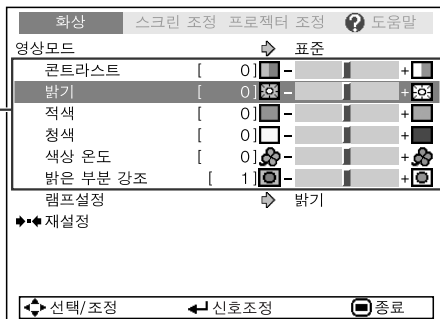 화상 스크린 조정 프로젝터 조정 ? 도움말
영상모드 표준
콘트라스트 [ 0] - +
밝기 [ 0] - +
적색 [ 0] - +
청색 [ 0] - +
색상 온도 [ 0] - +
밝은 부분 강조 [ 1] - +
램프설정 밝기
재설정
선택/조정 신호조정 종료